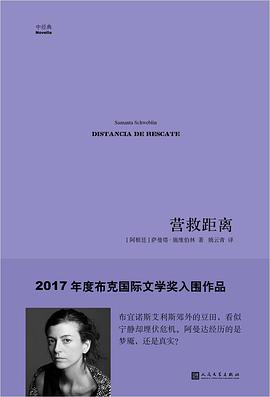 中经典
Novella
Samanta Schweblin
DISTANCIA DE RESCATE
营救距离
[阿根廷] 萨曼塔·施维伯林 著 姚云青 译
2017 年度布克国际文学奖入围作品
布宜诺斯艾利斯郊外的豆田，看似
宁静却埋伏危机。阿曼达经历的是
梦魇，还是真实？
人民文学出版社